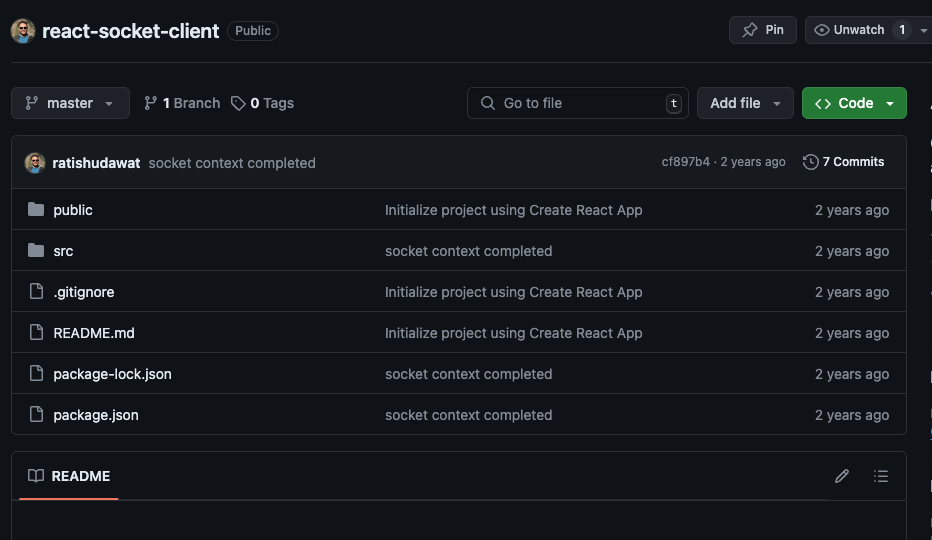 react-socket-client Public Pin Unwatch 1
master 1 Branch 0 Tags Go to file t Add file Code
ratishudawat socket context completed cf897b4 · 2 years ago 7 Commits
public Initialize project using Create React App 2 years ago
src socket context completed 2 years ago
.gitignore Initialize project using Create React App 2 years ago
README.md Initialize project using Create React App 2 years ago
package-lock.json socket context completed 2 years ago
package.json socket context completed 2 years ago
README